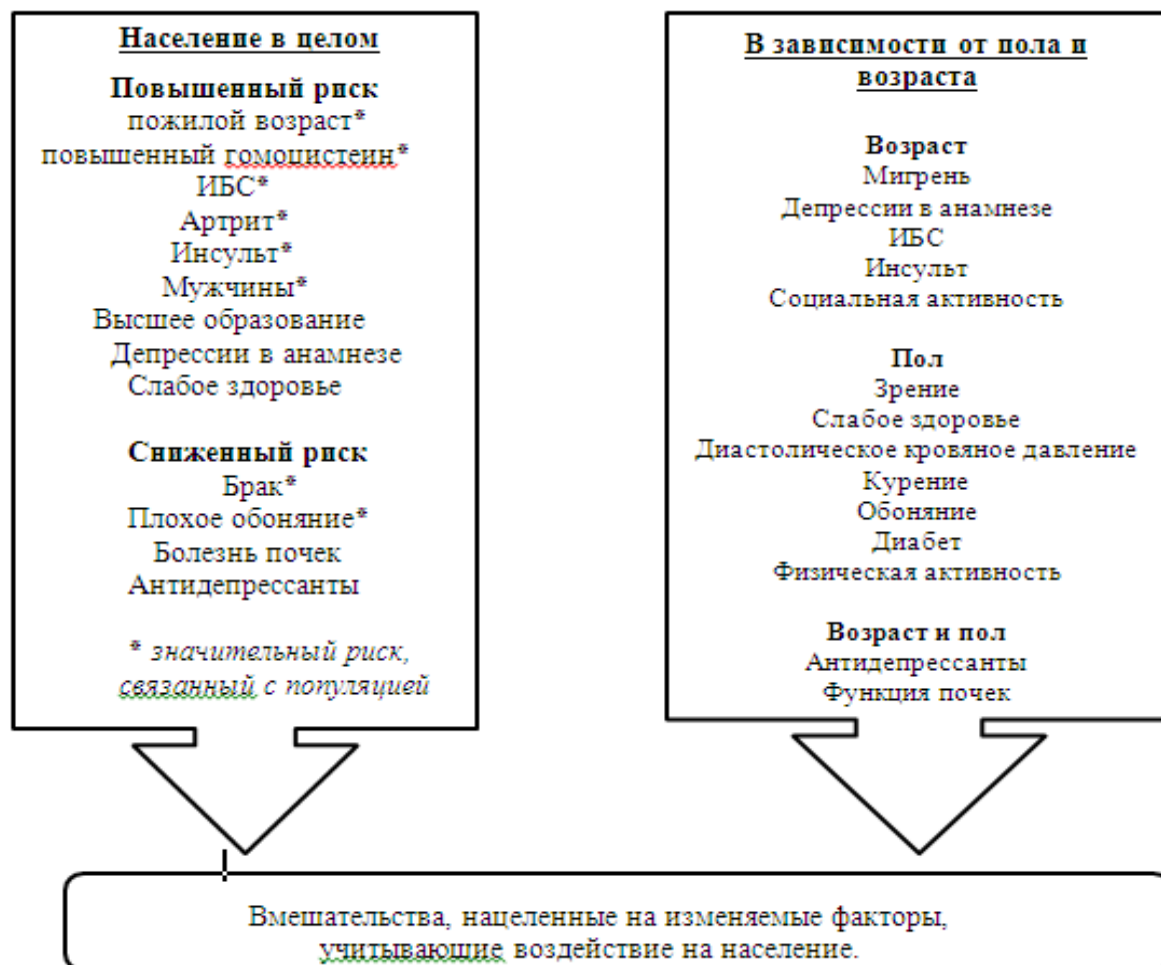 Население в целом
Повышенный риск
пожилой возраст*
повышенный гомоцистеин*
ИБС*
Артрит*
Инсульт*
Мужчины*
Высшее образование
Депрессии в анамнезе
Слабое здоровье
Сниженный риск
Брак*
Плохое обоняние*
Болезнь почек
Антидепрессанты
* значительный риск,
связанный с популяцией
В зависимости от пола и
возраста
Возраст
Мигрень
Депрессии в анамнезе
ИБС
Инсульт
Социальная активность
Пол
Зрение
Слабое здоровье
Диастолическое кровяное давление
Курение
Обоняние
Диабет
Физическая активность
Возраст и пол
Антидепрессанты
Функция почек
Вмешательства, нацеленные на изменяемые факторы,
учитывающие воздействие на население.